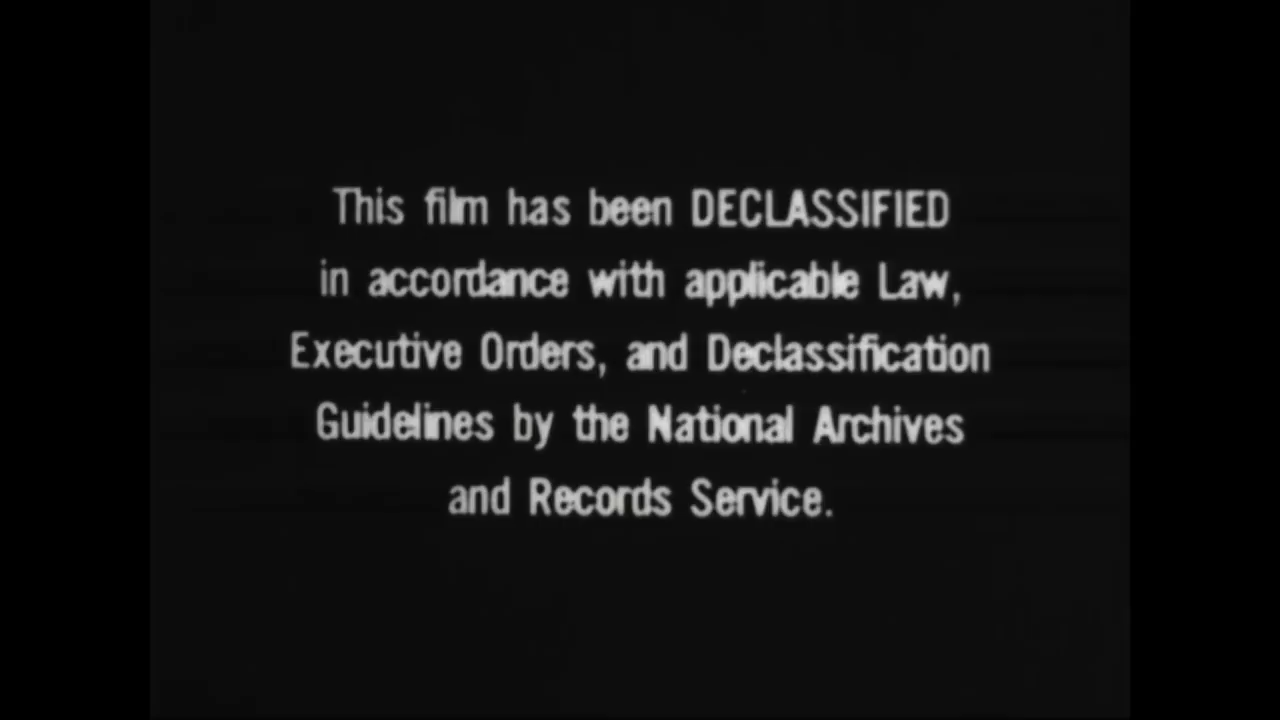 This film has been DECLASSIFIED
in accordance with applicable Law,
Executive Orders, and Declassification
Guidelines by the National Archives
and Records Service.